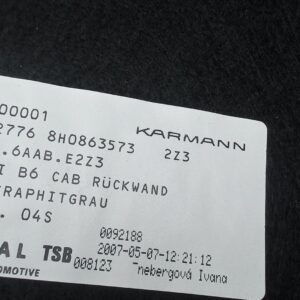 00001
2776 8H0863573 2Z3
KARMANN
.6AAB.E2Z3
I B6 CAB RÜCKWAND
RAPHITGRAU
. 04S
0092188
AL TSB 2007-05-07-12:21:12
OMOTIVE 008123 nebergová Ivana